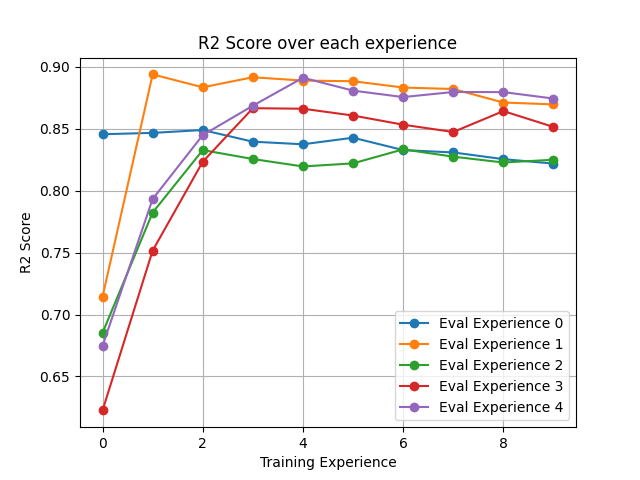 R2 Score over each experience
0.90
0.85
0.80
0.75
0.70
0.65
R2 Score
0
2
4
6
8
Training Experience
Eval Experience 0
Eval Experience 1
Eval Experience 2
Eval Experience 3
Eval Experience 4